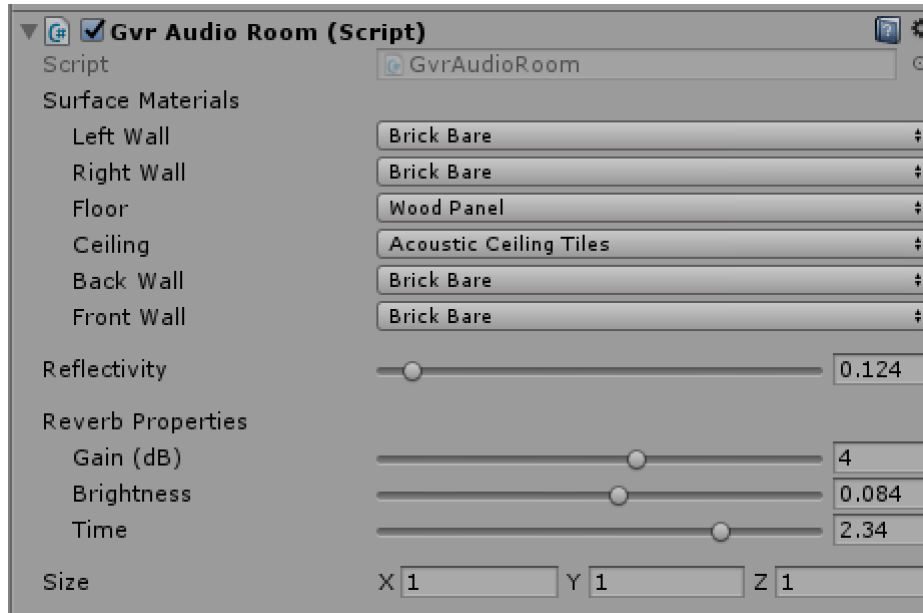 Gvr Audio Room (Script)
Script GvrAudioRoom
Surface Materials
Left Wall Brick Bare
Right Wall Brick Bare
Floor Wood Panel
Ceiling Acoustic Ceiling Tiles
Back Wall Brick Bare
Front Wall Brick Bare
Reflectivity 0.124
Reverb Properties
Gain (dB) 4
Brightness 0.084
Time 2.34
Size X 1 Y 1 Z 1